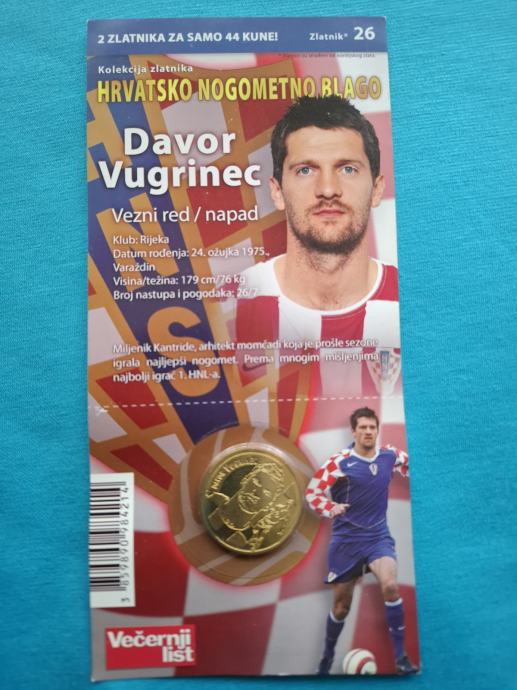 2 ZLATNIKA ZA SAMO 44 KUNE!
Zlatnik* 26
Kolekcija zlatnika
HRVATSKO NOGOMETNO BLAGO
Davor
Vugrinec
Vezni red / napad
Klub: Rijeka
Datum rođenja: 24. ožujka 1975.,
Varaždin
Visina/težina: 179 cm/76 kg
Broj nastupa i pogodaka: 26/7
Miljenik Kantride, arhitekt momčadi koja je prošle sezone
igrala najljepši nogomet. Prema mnogim mišljenjima
najbolji igrač 1. HNL-a.
3 859890 984214
Večernji
list